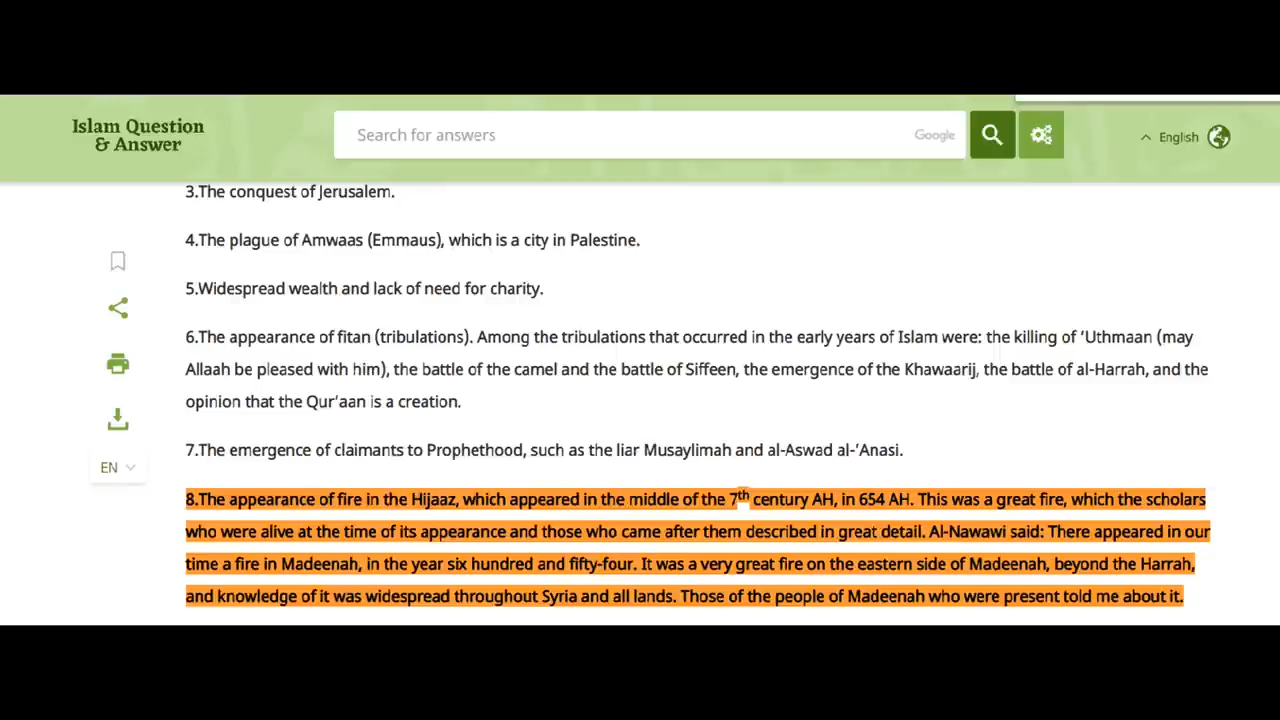 Islam Question
& Answer
Search for answers
Google
English
3.The conquest of Jerusalem.
4.The plague of Amwaas (Emmaus), which is a city in Palestine.
5.Widespread wealth and lack of need for charity.
6.The appearance of fitan (tribulations). Among the tribulations that occurred in the early years of Islam were: the killing of ‘Uthmaan (may
Allaah be pleased with him), the battle of the camel and the battle of Siffeen, the emergence of the Khawaarij, the battle of al-Harrah, and the
opinion that the Qur’aan is a creation.
7.The emergence of claimants to Prophethood, such as the liar Musaylimah and al-Aswad al-‘Anasi.
EN
8.The appearance of fire in the Hijaaz, which appeared in the middle of the 7th century AH, in 654 AH. This was a great fire, which the scholars
who were alive at the time of its appearance and those who came after them described in great detail. Al-Nawawi said: There appeared in our
time a fire in Madeenah, in the year six hundred and fifty-four. It was a very great fire on the eastern side of Madeenah, beyond the Harrah,
and knowledge of it was widespread throughout Syria and all lands. Those of the people of Madeenah who were present told me about it.